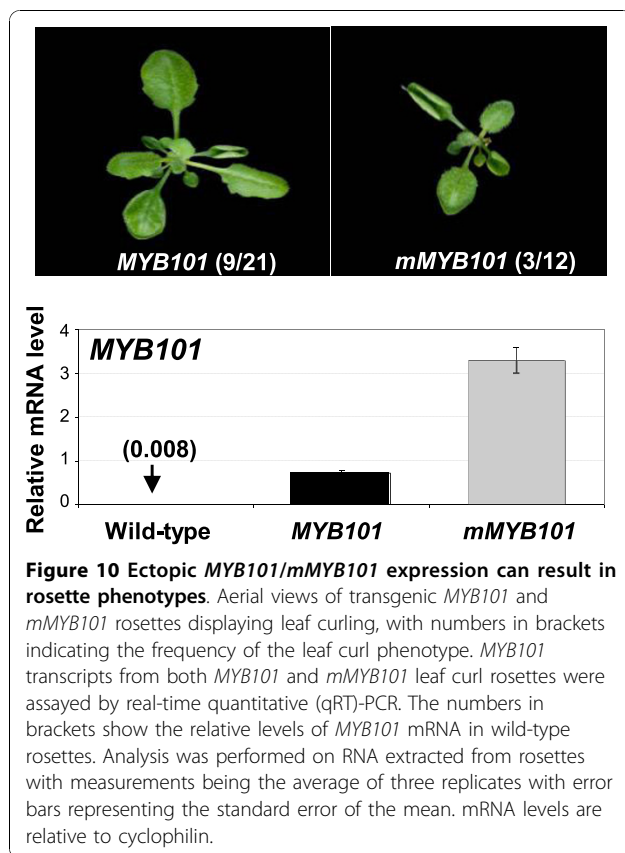 MYB101 (9/21)
mMYB101 (3/12)
Relative mRNA level
4
3
2
1
0
MYB101
(0.008)
Wild-type
MYB101
mMYB101
Figure 10 Ectopic MYB101/mMYB101 expression can result in
rosette phenotypes. Aerial views of transgenic MYB101 and
mMYB101 rosettes displaying leaf curling, with numbers in brackets
indicating the frequency of the leaf curl phenotype. MYB101
transcripts from both MYB101 and mMYB101 leaf curl rosettes were
assayed by real-time quantitative (qRT)-PCR. The numbers in
brackets show the relative levels of MYB101 mRNA in wild-type
rosettes. Analysis was performed on RNA extracted from rosettes
with measurements being the average of three replicates with error
bars representing the standard error of the mean. mRNA levels are
relative to cyclophilin.